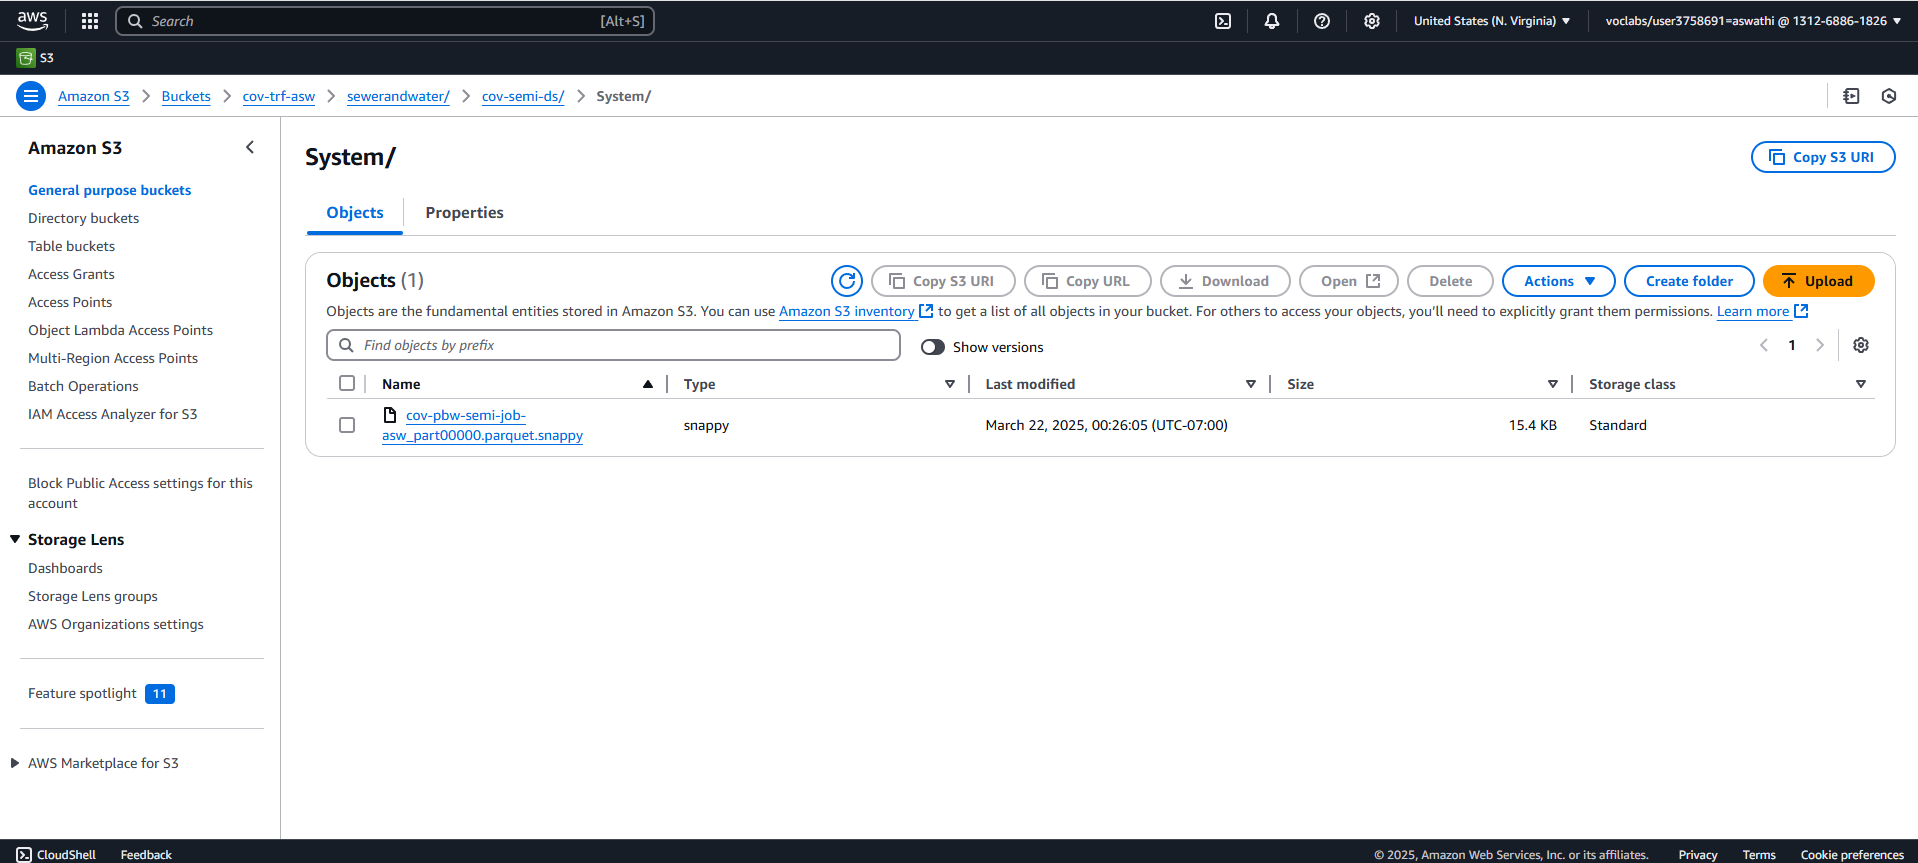 aws
Search [Alt+S]
United States (N. Virginia)
voclabs/user3758691=aswathi @ 1312-6886-1826
S3
Amazon S3
Buckets
cov-trf-asw
sewerandwater/
cov-semi-ds/
System/
Amazon S3
General purpose buckets
Directory buckets
Table buckets
Access Grants
Access Points
Object Lambda Access Points
Multi-Region Access Points
Batch Operations
IAM Access Analyzer for S3
Block Public Access settings for this
account
Storage Lens
Dashboards
Storage Lens groups
AWS Organizations settings
Feature spotlight 11
AWS Marketplace for S3
System/
Copy S3 URI
Objects
Properties
Objects (1)
Copy S3 URI
Copy URL
Download
Open
Delete
Actions
Create folder
Upload
Objects are the fundamental entities stored in Amazon S3. You can use Amazon S3 inventory to get a list of all objects in your bucket. For others to access your objects, you'll need to explicitly grant them permissions. Learn more
Find objects by prefix
Show versions
1
Name
Type
Last modified
Size
Storage class
cov-pbw-semi-job-
asw_part00000.parquet.snappy
snappy
March 22, 2025, 00:26:05 (UTC-07:00)
15.4 KB
Standard
CloudShell
Feedback
© 2025, Amazon Web Services, Inc. or its affiliates.
Privacy
Terms
Cookie preferences